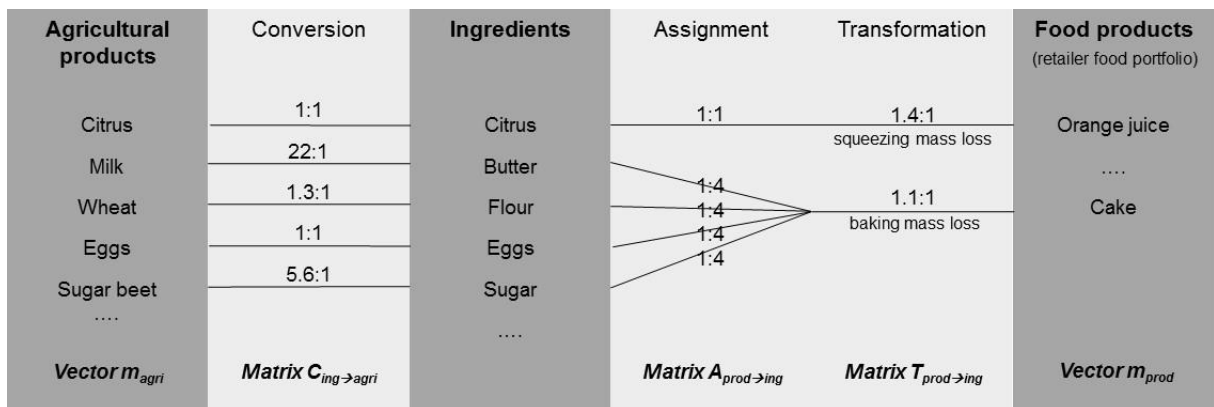 Agricultural products
Conversion
Ingredients
Assignment
Transformation
Food products
(retailer food portfolio)
Citrus
1:1
Citrus
1:1
1.4:1
squeezing mass loss
Orange juice
Milk
22:1
Butter
1:4
....
Wheat
1.3:1
Flour
1:4
1.1:1
baking mass loss
Cake
Eggs
1:1
Eggs
1:4
Sugar beet
5.6:1
Sugar
1:4
....
....
Vector m_agri
Matrix C_ing→agri
Matrix A_prod→ing
Matrix T_prod→ing
Vector m_prod